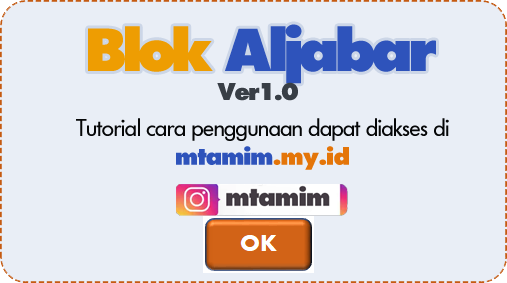 Blok Aljabar
Ver1.0
Tutorial cara penggunaan dapat diakses di
mtamim.my.id
mtamim
OK